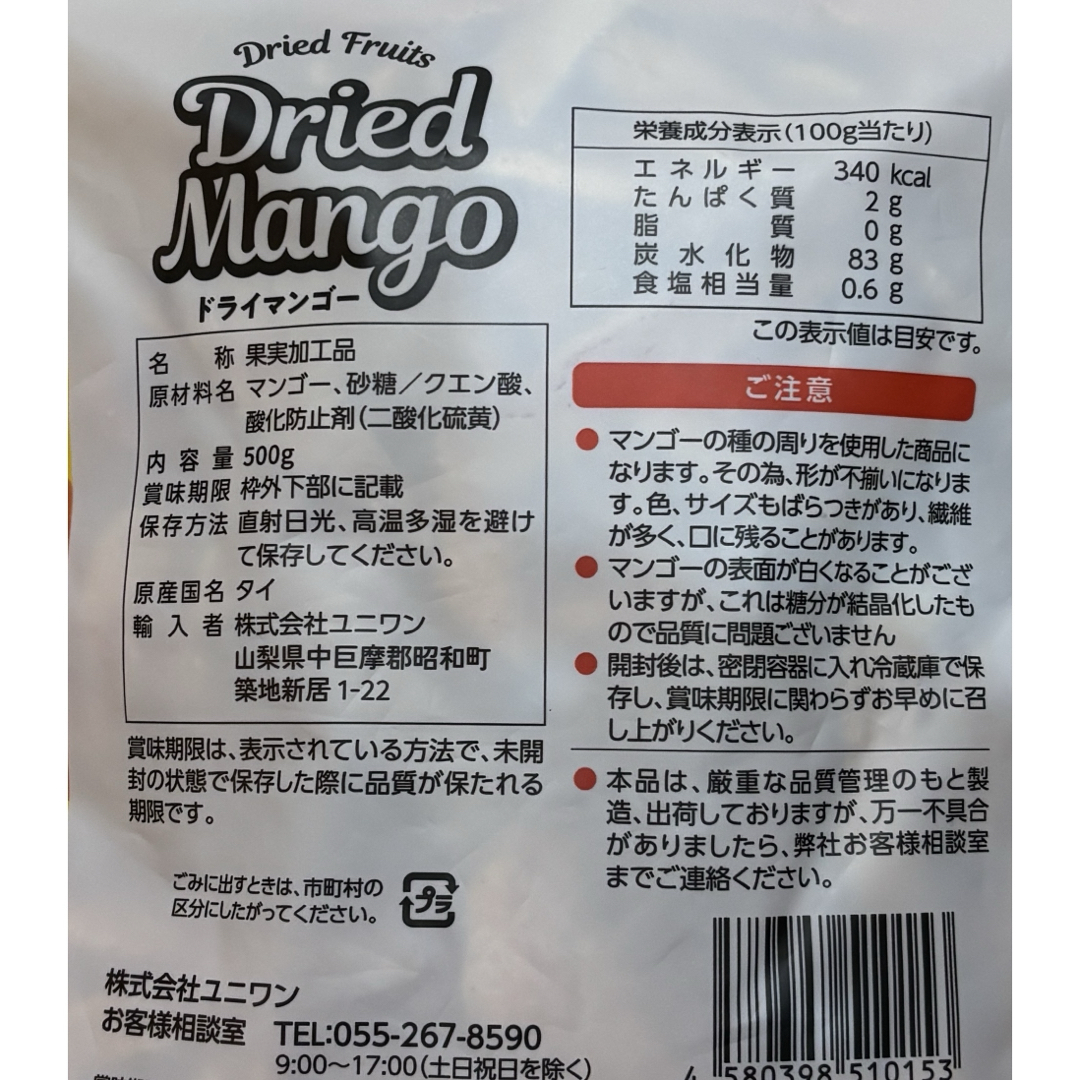 Dried Fruits
Dried
Mango
ドライマンゴー
名称 果実加工品
原材料名 マンゴー、砂糖／クエン酸、
酸化防止剤（二酸化硫黄）
内容量 500g
賞味期限 枠外下部に記載
保存方法 直射日光、高温多湿を避け
て保存してください。
原産国名 タイ
輸入者 株式会社ユニワン
山梨県中巨摩郡昭和町
築地新居1-22
賞味期限は、表示されている方法で、未開
封の状態で保存した際に品質が保たれる
期限です。
ごみに出すときは、市町村の
区分にしたがってください。
プラ
株式会社ユニワン
お客様相談室 TEL:055-267-8590
9:00～17:00（土日祝日を除く）
栄養成分表示（100g当たり）
エネルギー 340 kcal
たんぱく質 2 g
脂質 0 g
炭水化物 83 g
食塩相当量 0.6 g
この表示値は目安です。
ご注意
● マンゴーの種の周りを使用した商品に
なります。その為、形が不揃いになりま
す。色、サイズもばらつきがあり、繊維
が多く、口に残ることがあります。
● マンゴーの表面が白くなることがござ
いますが、これは糖分が結晶化したも
ので品質に問題ございません
● 開封後は、密閉容器に入れ冷蔵庫で保
存し、賞味期限に関わらずお早めに召
し上がりください。
● 本品は、厳重な品質管理のもと製
造、出荷しておりますが、万一不具合
がありましたら、弊社お客様相談室
までご連絡ください。
4 580398 510153